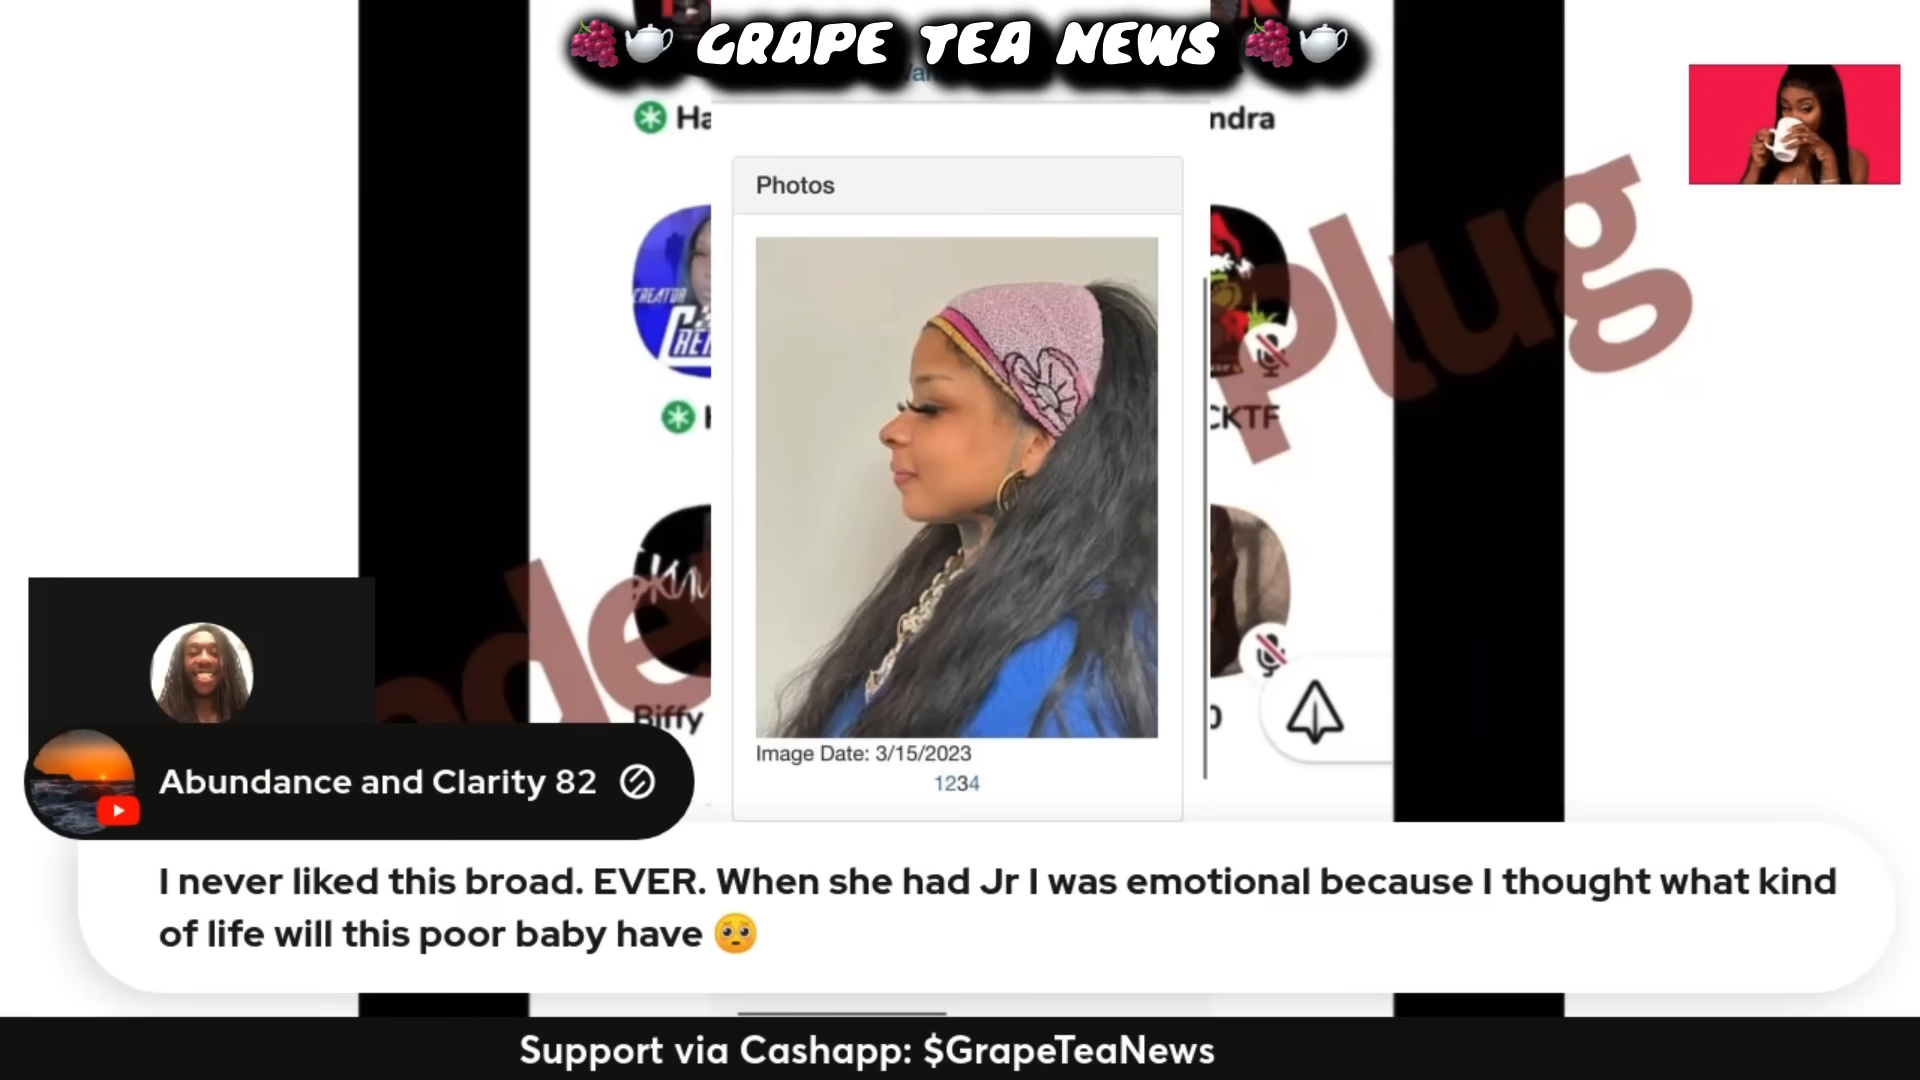 🍇🫖 GRAPE TEA NEWS 🍇🫖
Ha
ndra
Photos
plug
CREATOR
CKTF
Biffy
Image Date: 3/15/2023
1234
Abundance and Clarity 82
I never liked this broad. EVER. When she had Jr I was emotional because I thought what kind
of life will this poor baby have 🥺
Support via Cashapp: $GrapeTeaNews